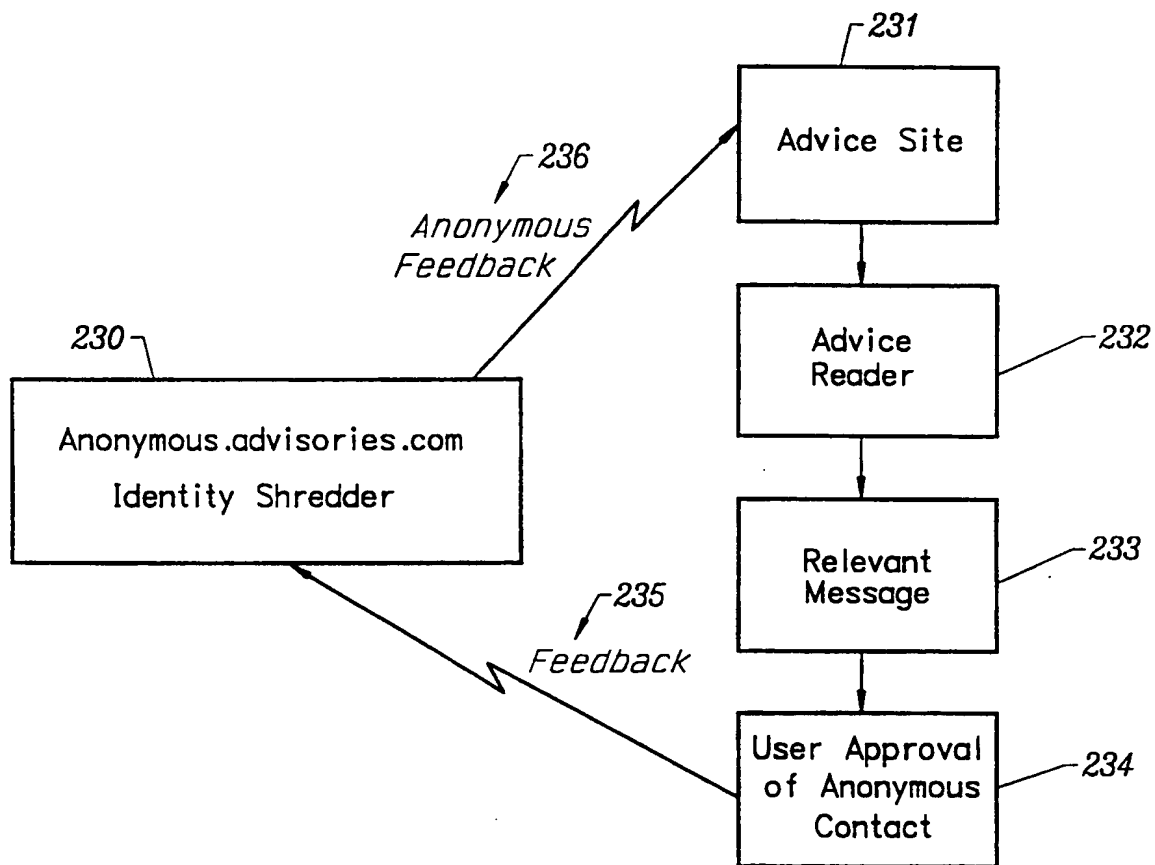 231
Advice Site
236
Anonymous
Feedback
230
Anonymous.advisories.com
Identity Shredder
Advice
Reader
232
Relevant
Message
233
235
Feedback
User Approval
of Anonymous
Contact
234